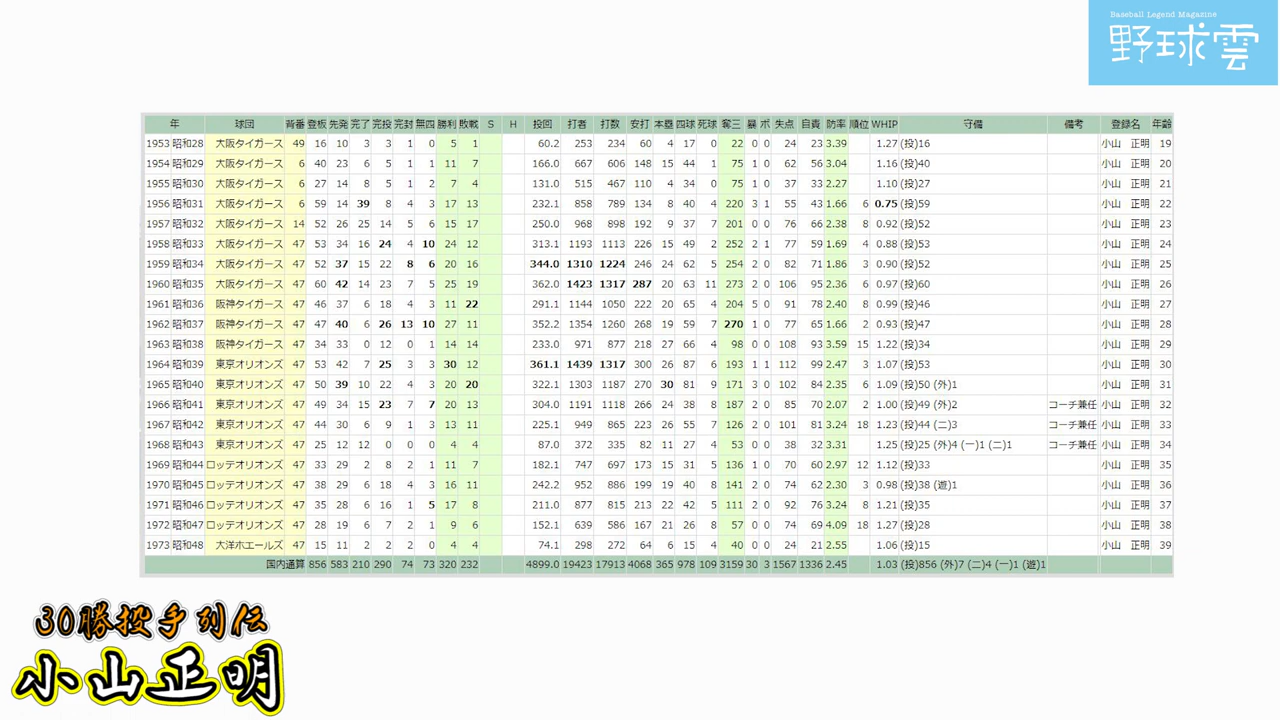 Baseball Legend Magazine
野球雲
年 球団 背番 登板 先発 完了 完投 完封 無四 勝利 敗戦 S H 投回 打者 打数 安打 本塁 四球 死球 奪三 暴 ボ 失点 自責 防率 順位 WHIP 守備 備考 登録名 年齢
1953 昭和28 大阪タイガース 49 16 10 3 3 1 0 5 1 60.2 253 234 60 4 17 0 22 0 0 24 23 3.39 1.27 (投)16 小山 正明 19
1954 昭和29 大阪タイガース 6 40 23 6 5 1 1 11 7 166.0 667 606 148 15 44 1 75 1 0 62 56 3.04 1.16 (投)40 小山 正明 20
1955 昭和30 大阪タイガース 6 27 14 8 5 1 2 7 4 131.0 515 467 110 4 34 0 75 1 0 37 33 2.27 1.10 (投)27 小山 正明 21
1956 昭和31 大阪タイガース 6 59 14 39 8 4 3 17 13 232.1 858 789 134 8 40 4 220 3 1 55 43 1.66 6 0.75 (投)59 小山 正明 22
1957 昭和32 大阪タイガース 14 52 26 25 14 5 6 15 17 250.0 968 898 192 9 37 7 201 0 0 76 66 2.38 8 0.92 (投)52 小山 正明 23
1958 昭和33 大阪タイガース 47 53 34 16 24 4 10 24 12 313.1 1193 1113 226 15 49 2 252 2 1 77 59 1.69 4 0.88 (投)53 小山 正明 24
1959 昭和34 大阪タイガース 47 52 37 15 22 8 6 20 16 344.0 1310 1224 246 24 62 5 254 2 0 82 71 1.86 3 0.90 (投)52 小山 正明 25
1960 昭和35 大阪タイガース 47 60 42 14 23 7 5 25 19 362.0 1423 1317 287 20 63 11 273 2 0 106 95 2.36 6 0.97 (投)60 小山 正明 26
1961 昭和36 阪神タイガース 47 46 37 6 18 4 3 11 22 291.1 1144 1050 222 20 65 4 204 5 0 91 78 2.40 8 0.99 (投)46 小山 正明 27
1962 昭和37 阪神タイガース 47 47 40 6 26 13 10 27 11 352.2 1354 1260 268 19 59 7 270 1 0 77 65 1.66 2 0.93 (投)47 小山 正明 28
1963 昭和38 阪神タイガース 47 34 33 0 12 0 1 14 14 233.0 971 877 218 27 66 4 98 0 0 108 93 3.59 15 1.22 (投)34 小山 正明 29
1964 昭和39 東京オリオンズ 47 53 42 7 25 3 3 30 12 361.1 1439 1317 300 26 87 6 193 1 1 112 99 2.47 3 1.07 (投)53 小山 正明 30
1965 昭和40 東京オリオンズ 47 50 39 10 22 4 3 20 20 322.1 1303 1187 270 30 81 9 171 3 0 102 84 2.35 6 1.09 (投)50 (外)1 小山 正明 31
1966 昭和41 東京オリオンズ 47 49 34 15 23 7 7 20 13 304.0 1191 1118 266 24 38 8 187 2 0 85 70 2.07 2 1.00 (投)49 (外)2 コーチ兼任 小山 正明 32
1967 昭和42 東京オリオンズ 47 44 30 6 9 1 3 13 11 225.1 949 865 223 26 55 7 126 2 0 101 81 3.24 18 1.23 (投)44 (二)3 コーチ兼任 小山 正明 33
1968 昭和43 東京オリオンズ 47 25 12 12 0 0 0 4 4 87.0 372 335 82 11 27 4 53 0 0 38 32 3.31 1.25 (投)25 (外)4 (一)1 (二)1 コーチ兼任 小山 正明 34
1969 昭和44 ロッテオリオンズ 47 33 29 2 8 2 1 11 7 182.1 747 697 173 15 31 5 136 1 0 70 60 2.97 12 1.12 (投)33 小山 正明 35
1970 昭和45 ロッテオリオンズ 47 38 29 6 18 4 3 16 11 242.2 952 886 199 19 40 8 141 2 0 74 62 2.30 3 0.98 (投)38 (遊)1 小山 正明 36
1971 昭和46 ロッテオリオンズ 47 35 28 6 16 1 5 17 8 211.0 877 815 213 22 42 5 111 2 0 92 76 3.24 8 1.21 (投)35 小山 正明 37
1972 昭和47 ロッテオリオンズ 47 28 19 6 7 2 1 9 6 152.1 639 586 167 21 26 8 57 0 0 74 69 4.09 18 1.27 (投)28 小山 正明 38
1973 昭和48 大洋ホエールズ 47 15 11 2 2 2 0 4 4 74.1 298 272 64 6 15 4 40 0 0 24 21 2.55 1.06 (投)15 小山 正明 39
国内通算 856 583 210 290 74 73 320 232 4899.0 19423 17913 4068 365 978 109 3159 30 3 1567 1336 2.45 1.03 (投)856 (外)7 (二)4 (一)1 (遊)1
30勝投手列伝
小山正明